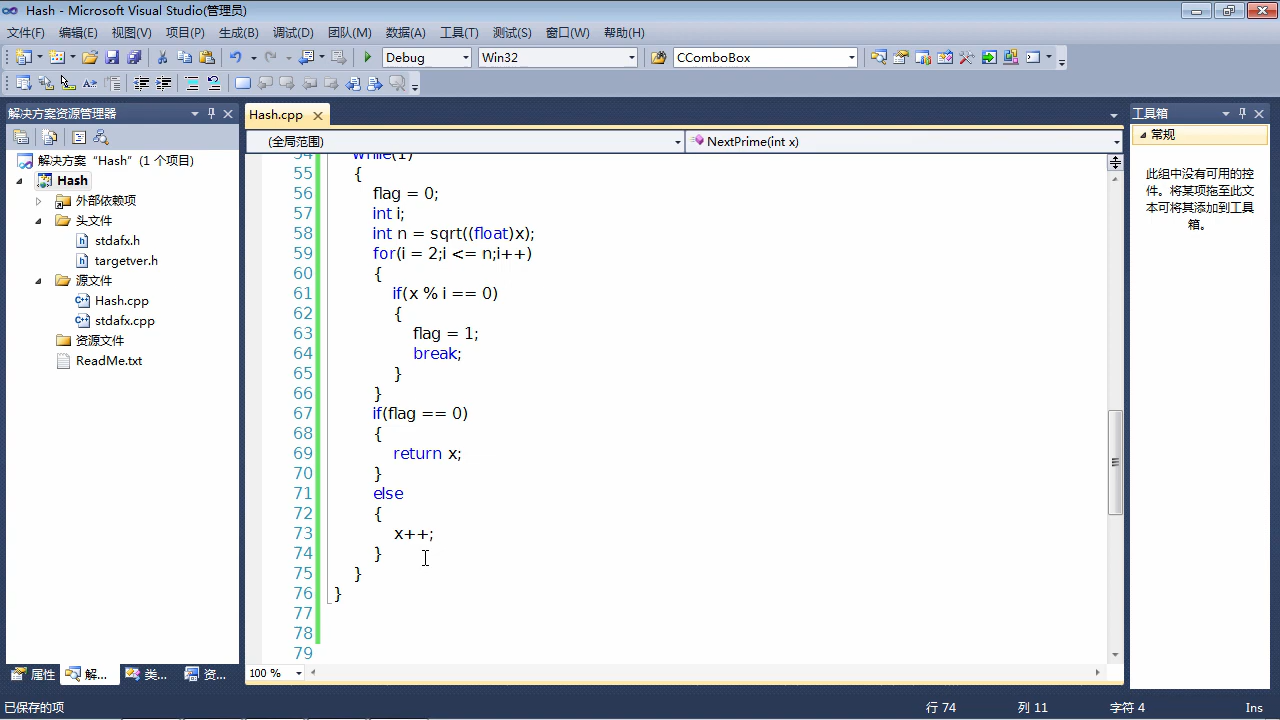 Hash - Microsoft Visual Studio(管理员)
文件(F) 编辑(E) 视图(V) 项目(P) 生成(B) 调试(D) 团队(M) 数据(A) 工具(T) 测试(S) 窗口(W) 帮助(H)
Debug Win32 CComboBox
解决方案资源管理器
解决方案 “Hash” (1 个项目)
Hash
外部依赖项
头文件
stdafx.h
targetver.h
源文件
Hash.cpp
stdafx.cpp
资源文件
ReadMe.txt
属性 解... 类... 资...
Hash.cpp
(全局范围) NextPrime(int x)
54 while(1)
55 {
56 flag = 0;
57 int i;
58 int n = sqrt((float)x);
59 for(i = 2;i <= n;i++)
60 {
61 if(x % i == 0)
62 {
63 flag = 1;
64 break;
65 }
66 }
67 if(flag == 0)
68 {
69 return x;
70 }
71 else
72 {
73 x++;
74 }
75 }
76 }
77
78
79
100 %
工具箱
常规
此组中没有可用的控
件。将某项拖至此文
本可将其添加到工具
箱。
已保存的项 行 74 列 11 字符 4 Ins